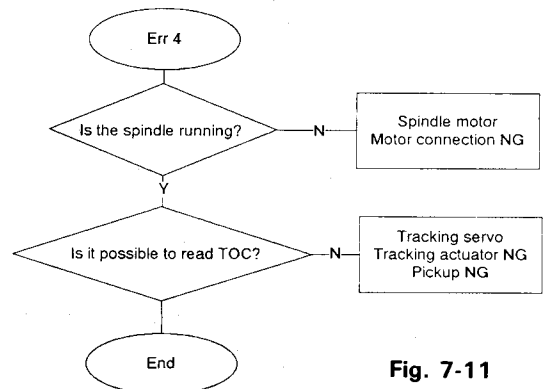 Err 4
Is the spindle running?
N
Spindle motor
Motor connection NG
Y
Is it possible to read TOC?
N
Tracking servo
Tracking actuator NG
Pickup NG
End
Fig. 7-11